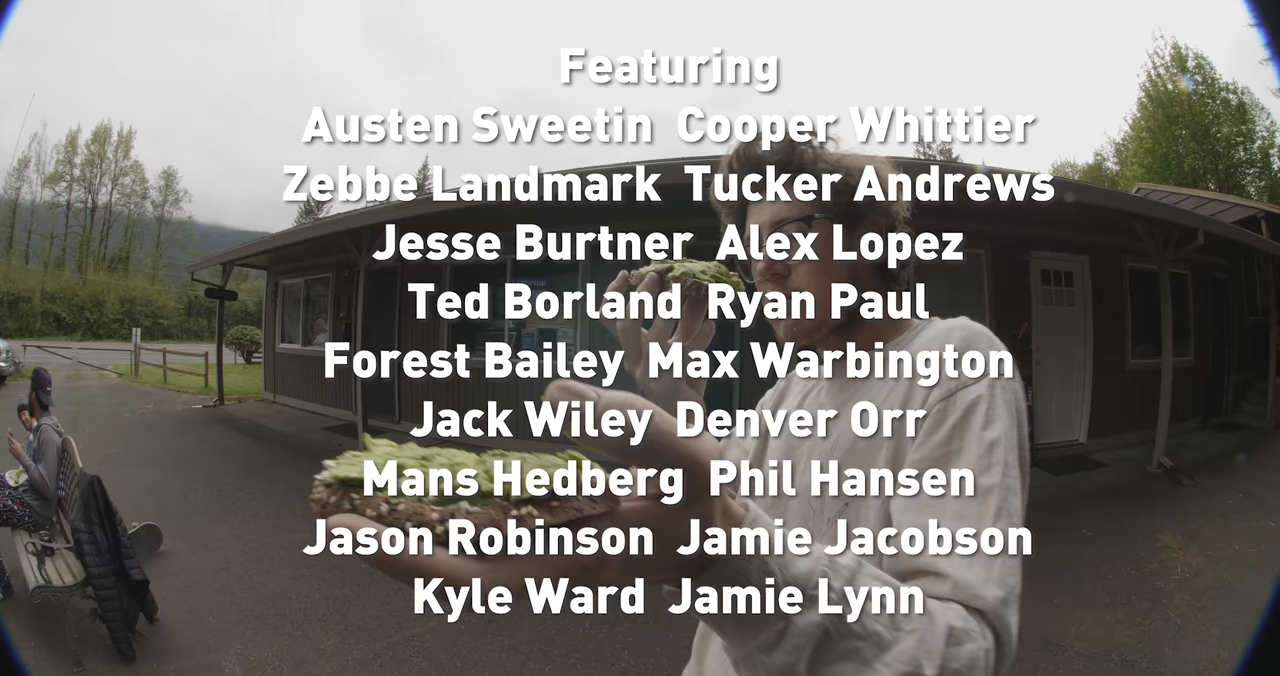 Featuring
Austen Sweetin Cooper Whittier
Zebbe Landmark Tucker Andrews
Jesse Burtner Alex Lopez
Ted Borland Ryan Paul
Forest Bailey Max Warbington
Jack Wiley Denver Orr
Mans Hedberg Phil Hansen
Jason Robinson Jamie Jacobson
Kyle Ward Jamie Lynn